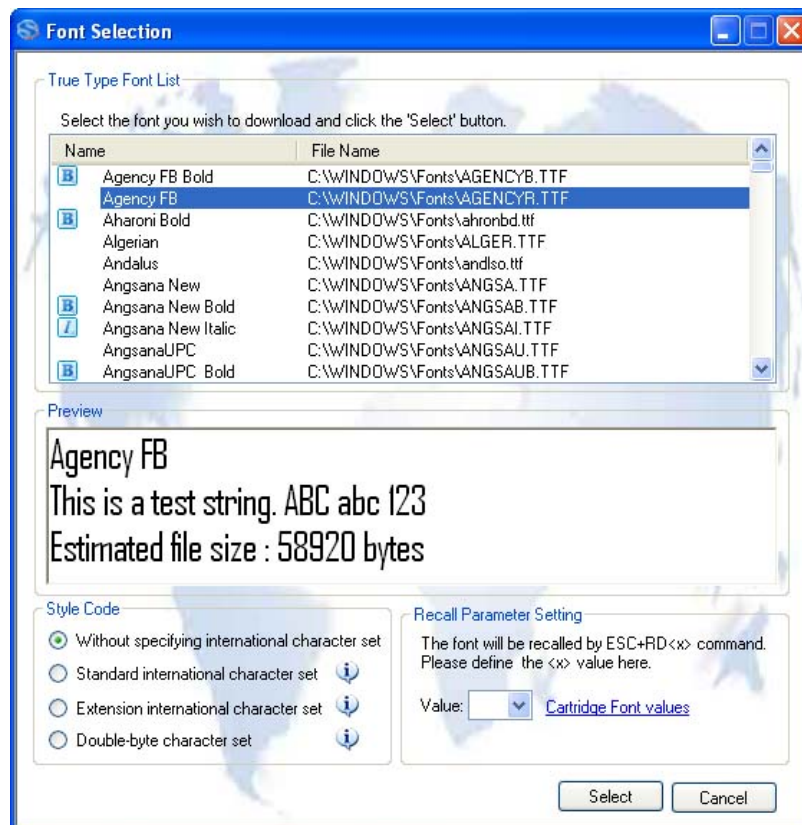 Font Selection
True Type Font List
Select the font you wish to download and click the 'Select' button.
Name File Name
B Agency FB Bold C:\WINDOWS\Fonts\AGENCYB.TTF
Agency FB C:\WINDOWS\Fonts\AGENCYR.TTF
B Aharoni Bold C:\WINDOWS\Fonts\ahronbd.ttf
Algerian C:\WINDOWS\Fonts\ALGER.TTF
Andalus C:\WINDOWS\Fonts\andlso.ttf
Angsana New C:\WINDOWS\Fonts\ANGSA.TTF
B Angsana New Bold C:\WINDOWS\Fonts\ANGSAB.TTF
I Angsana New Italic C:\WINDOWS\Fonts\ANGSAI.TTF
AngsanaUPC C:\WINDOWS\Fonts\ANGSAU.TTF
B AngsanaUPC Bold C:\WINDOWS\Fonts\ANGSAUB.TTF
Preview
Agency FB
This is a test string. ABC abc 123
Estimated file size : 58920 bytes
Style Code
Without specifying international character set
Standard international character set
Extension international character set
Double-byte character set
Recall Parameter Setting
The font will be recalled by ESC+RD<x> command.
Please define the <x> value here.
Value: Cartridge Font values
Select Cancel